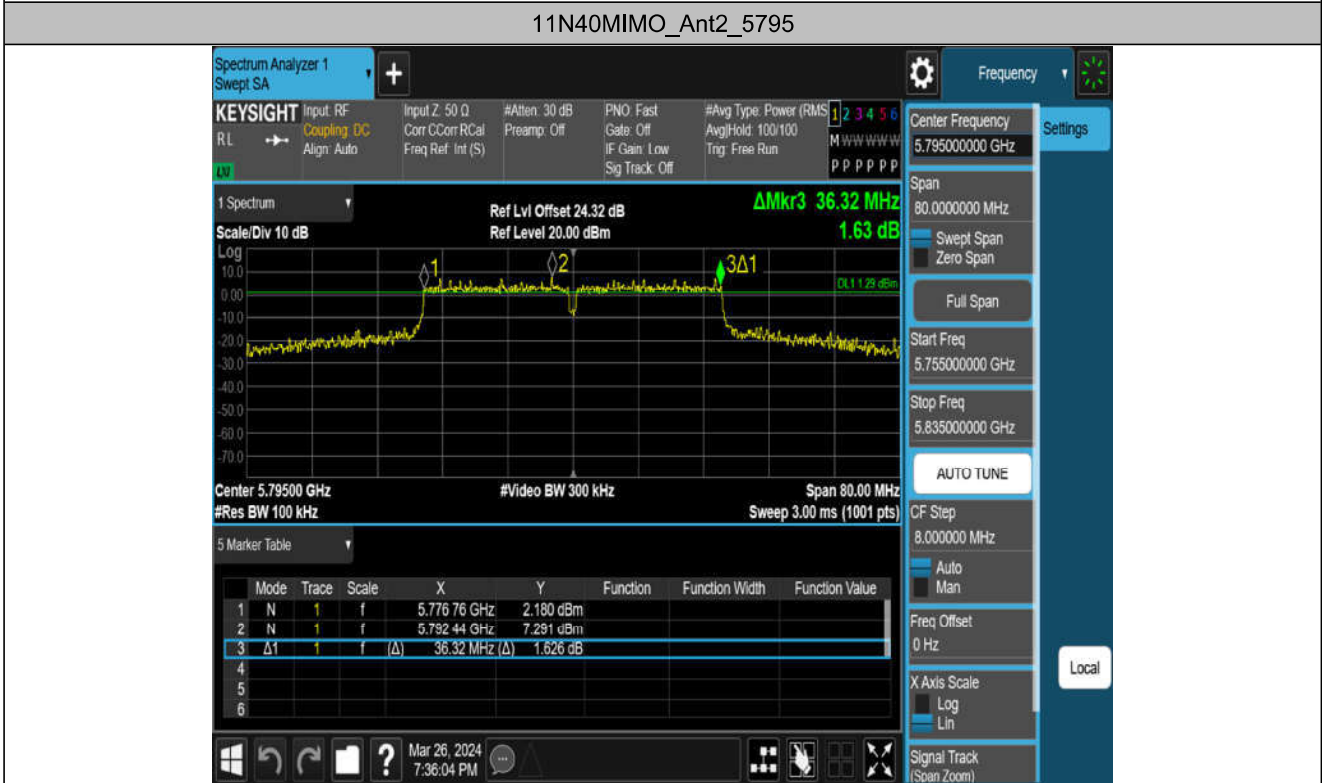 11N40MIMO_Ant2_5795
Spectrum Analyzer 1
Swept SA
+
Frequency
KEYSIGHT
RL
LXI
Input: RF
Coupling: DC
Align: Auto
Input Z: 50 Ω
Corr CCorr RCal
Freq Ref: Int (S)
#Atten: 30 dB
Preamp: Off
PNO: Fast
Gate: Off
IF Gain: Low
Sig Track: Off
#Avg Type: Power (RMS
Avg|Hold: 100/100
Trig: Free Run
1 2 3 4 5 6
M W W W W W
P P P P P P
Center Frequency
5.795000000 GHz
Settings
1 Spectrum
Scale/Div 10 dB
Ref Lvl Offset 24.32 dB
Ref Level 20.00 dBm
ΔMkr3 36.32 MHz
1.63 dB
Log
10.0
0.00
-10.0
-20.0
-30.0
-40.0
-50.0
-60.0
-70.0
1
2
3Δ1
DL1 1.29 dBm
Center 5.79500 GHz
#Res BW 100 kHz
#Video BW 300 kHz
Span 80.00 MHz
Sweep 3.00 ms (1001 pts)
Span
80.0000000 MHz
Swept Span
Zero Span
Full Span
Start Freq
5.755000000 GHz
Stop Freq
5.835000000 GHz
AUTO TUNE
CF Step
8.000000 MHz
Auto
Man
Freq Offset
0 Hz
X Axis Scale
Log
Lin
Signal Track
(Span Zoom)
Local
5 Marker Table
Mode Trace Scale X Y Function Function Width Function Value
1 N 1 f 5.776 76 GHz 2.180 dBm
2 N 1 f 5.792 44 GHz 7.291 dBm
3 Δ1 1 f (Δ) 36.32 MHz (Δ) 1.626 dB
4
5
6
?
Mar 26, 2024
7:36:04 PM